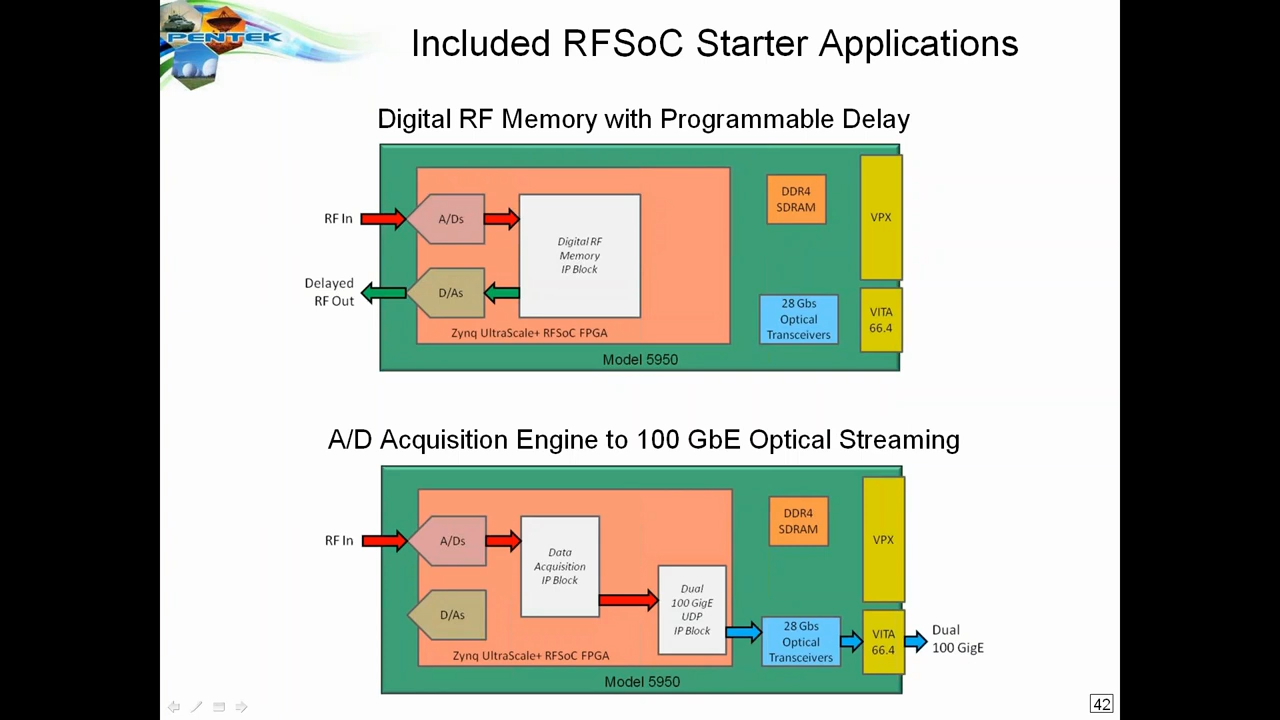 PENTEK
Included RFSoC Starter Applications
Digital RF Memory with Programmable Delay
RF In
A/Ds
Digital RF
Memory
IP Block
Delayed
RF Out
D/As
Zynq UltraScale+ RFSoC FPGA
DDR4
SDRAM
28 Gbs
Optical
Transceivers
VPX
VITA
66.4
Model 5950
A/D Acquisition Engine to 100 GbE Optical Streaming
RF In
A/Ds
Data
Acquisition
IP Block
D/As
Dual
100 GigE
UDP
IP Block
Zynq UltraScale+ RFSoC FPGA
DDR4
SDRAM
28 Gbs
Optical
Transceivers
VPX
VITA
66.4
Dual
100 GigE
Model 5950
42